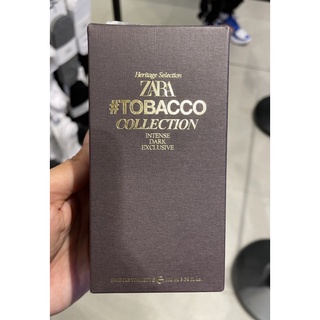 Heritage Selection
ZARA
#TOBACCO
COLLECTION
INTENSE
DARK
EXCLUSIVE